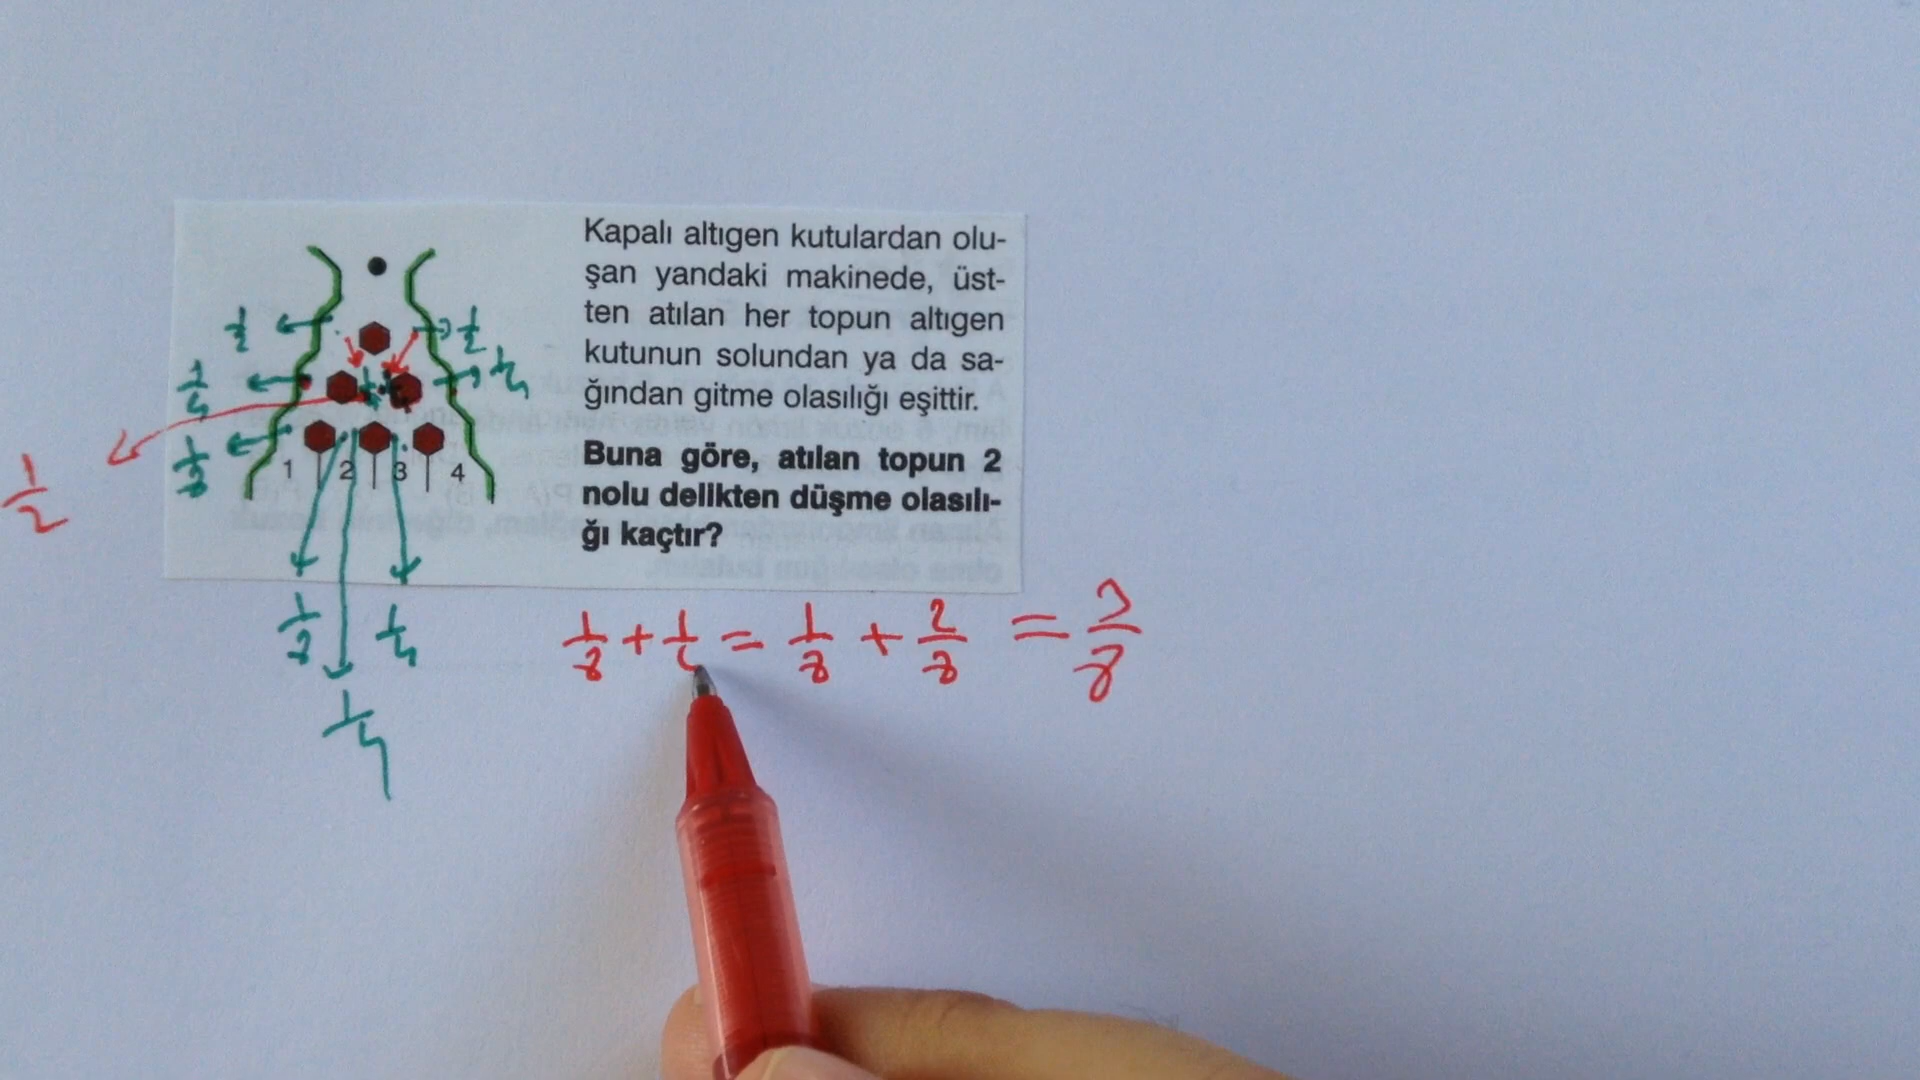 Kapalı altıgen kutulardan olu-
şan yandaki makinede, üst-
ten atılan her topun altıgen
kutunun solundan ya da sa-
ğından gitme olasılığı eşittir.
Buna göre, atılan topun 2
nolu delikten düşme olasılı-
ğı kaçtır?
1/2 1/2
1/4 1/4
1/8
1 2 3 4
1/2
1/8 1/4
1/4
1/8 + 1/4 = 1/8 + 2/8 = 3/8